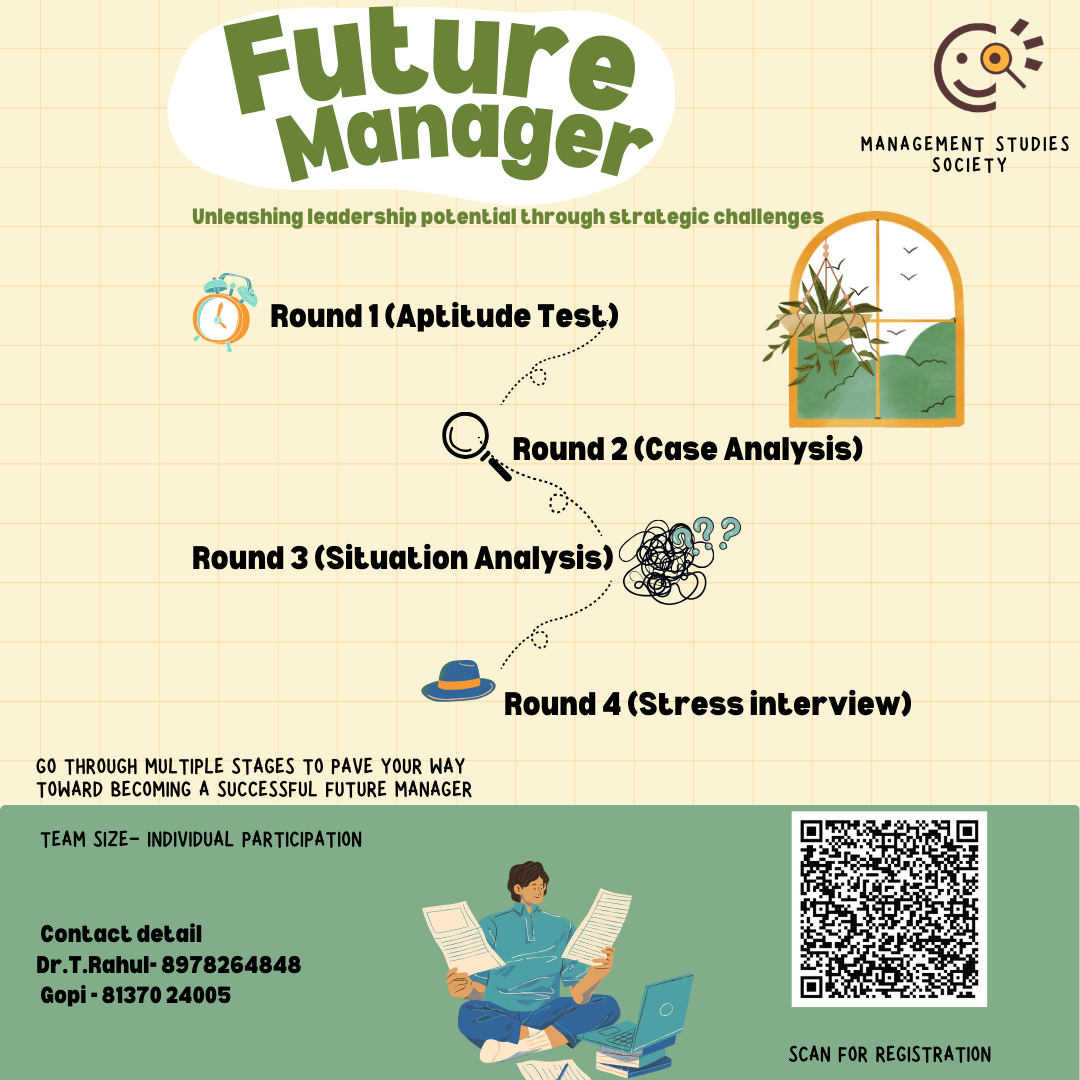 Future
Manager
MANAGEMENT STUDIES
SOCIETY
Unleashing leadership potential through strategic challenges
Round 1 (Aptitude Test)
Round 2 (Case Analysis)
???
Round 3 (Situation Analysis)
Round 4 (Stress interview)
GO THROUGH MULTIPLE STAGES TO PAVE YOUR WAY
TOWARD BECOMING A SUCCESSFUL FUTURE MANAGER
TEAM SIZE- INDIVIDUAL PARTICIPATION
Contact detail
Dr.T.Rahul- 8978264848
Gopi - 81370 24005
SCAN FOR REGISTRATION